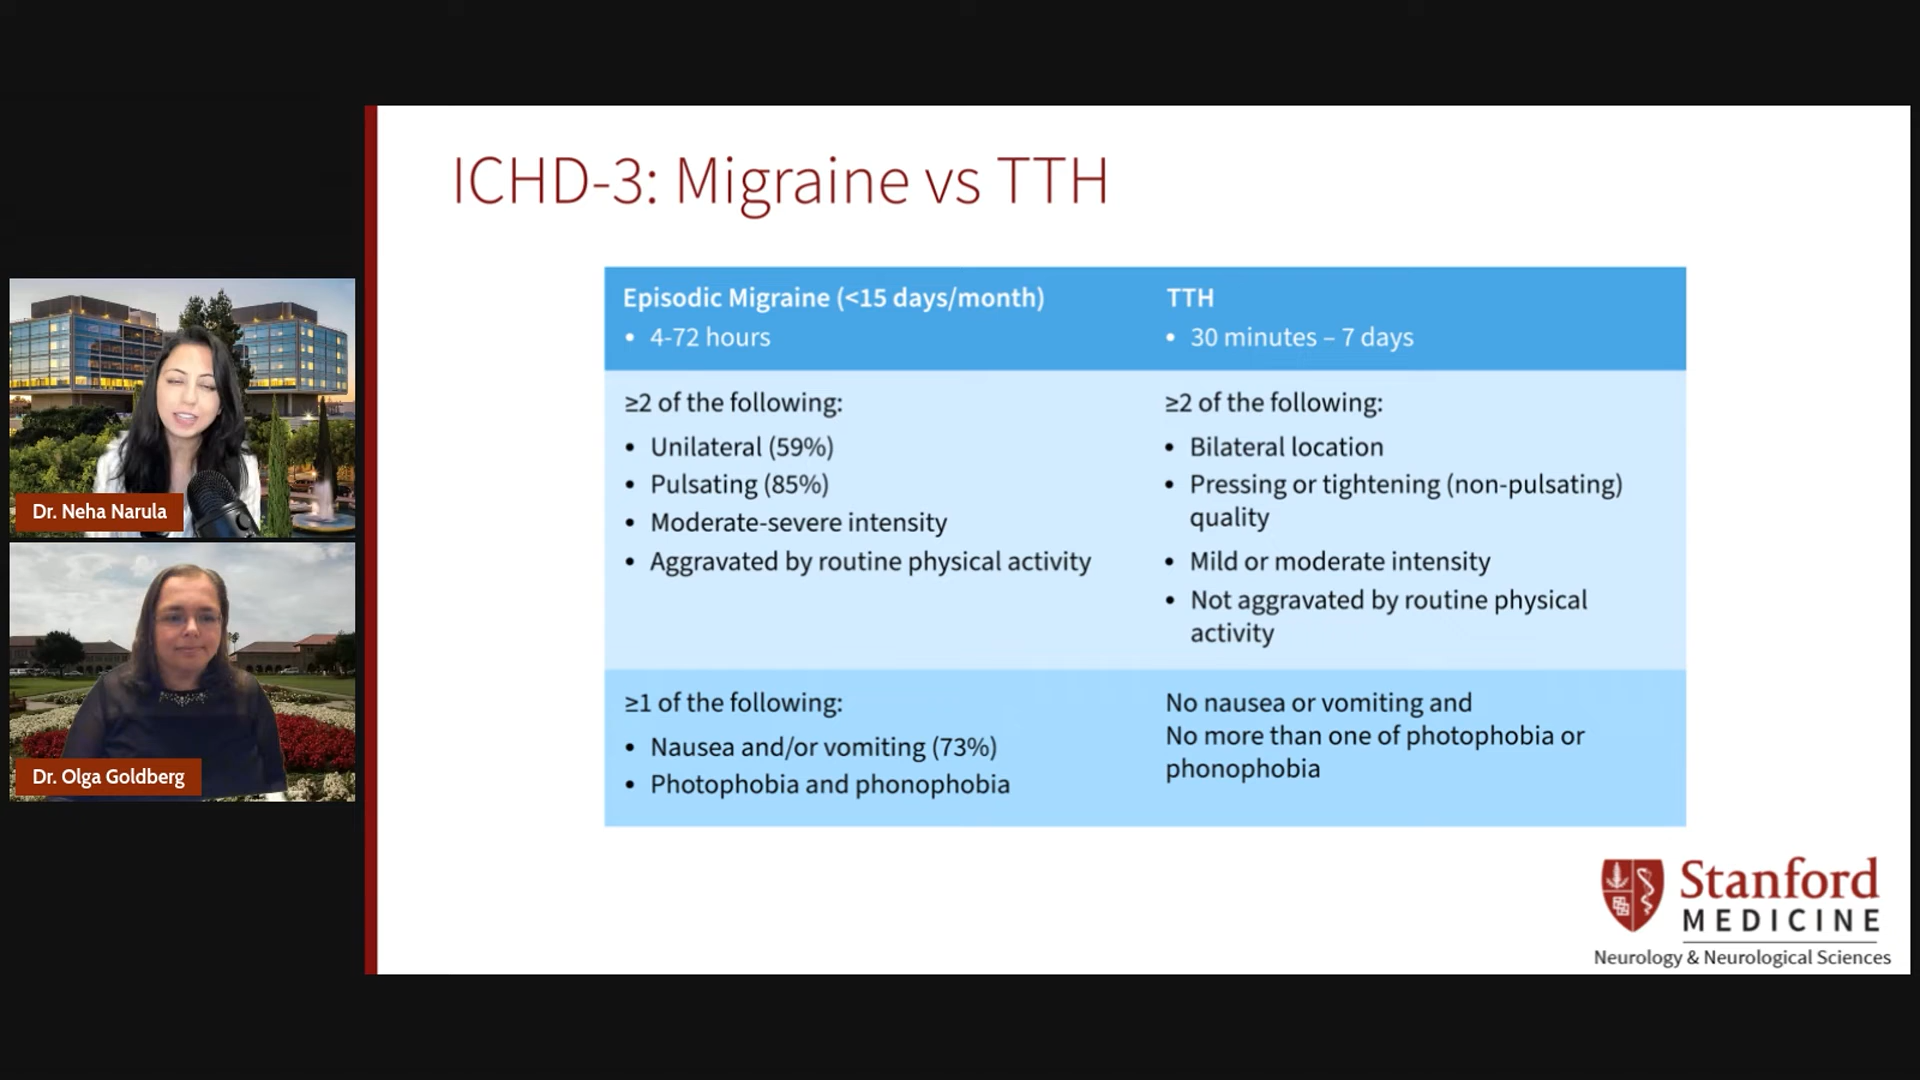 ICHD-3: Migraine vs TTH
Episodic Migraine (<15 days/month)
• 4-72 hours
TTH
• 30 minutes – 7 days
≥2 of the following:
• Unilateral (59%)
• Pulsating (85%)
• Moderate-severe intensity
• Aggravated by routine physical activity
≥2 of the following:
• Bilateral location
• Pressing or tightening (non-pulsating)
quality
• Mild or moderate intensity
• Not aggravated by routine physical
activity
≥1 of the following:
• Nausea and/or vomiting (73%)
• Photophobia and phonophobia
No nausea or vomiting and
No more than one of photophobia or
phonophobia
Dr. Neha Narula
Dr. Olga Goldberg
Stanford
MEDICINE
Neurology & Neurological Sciences